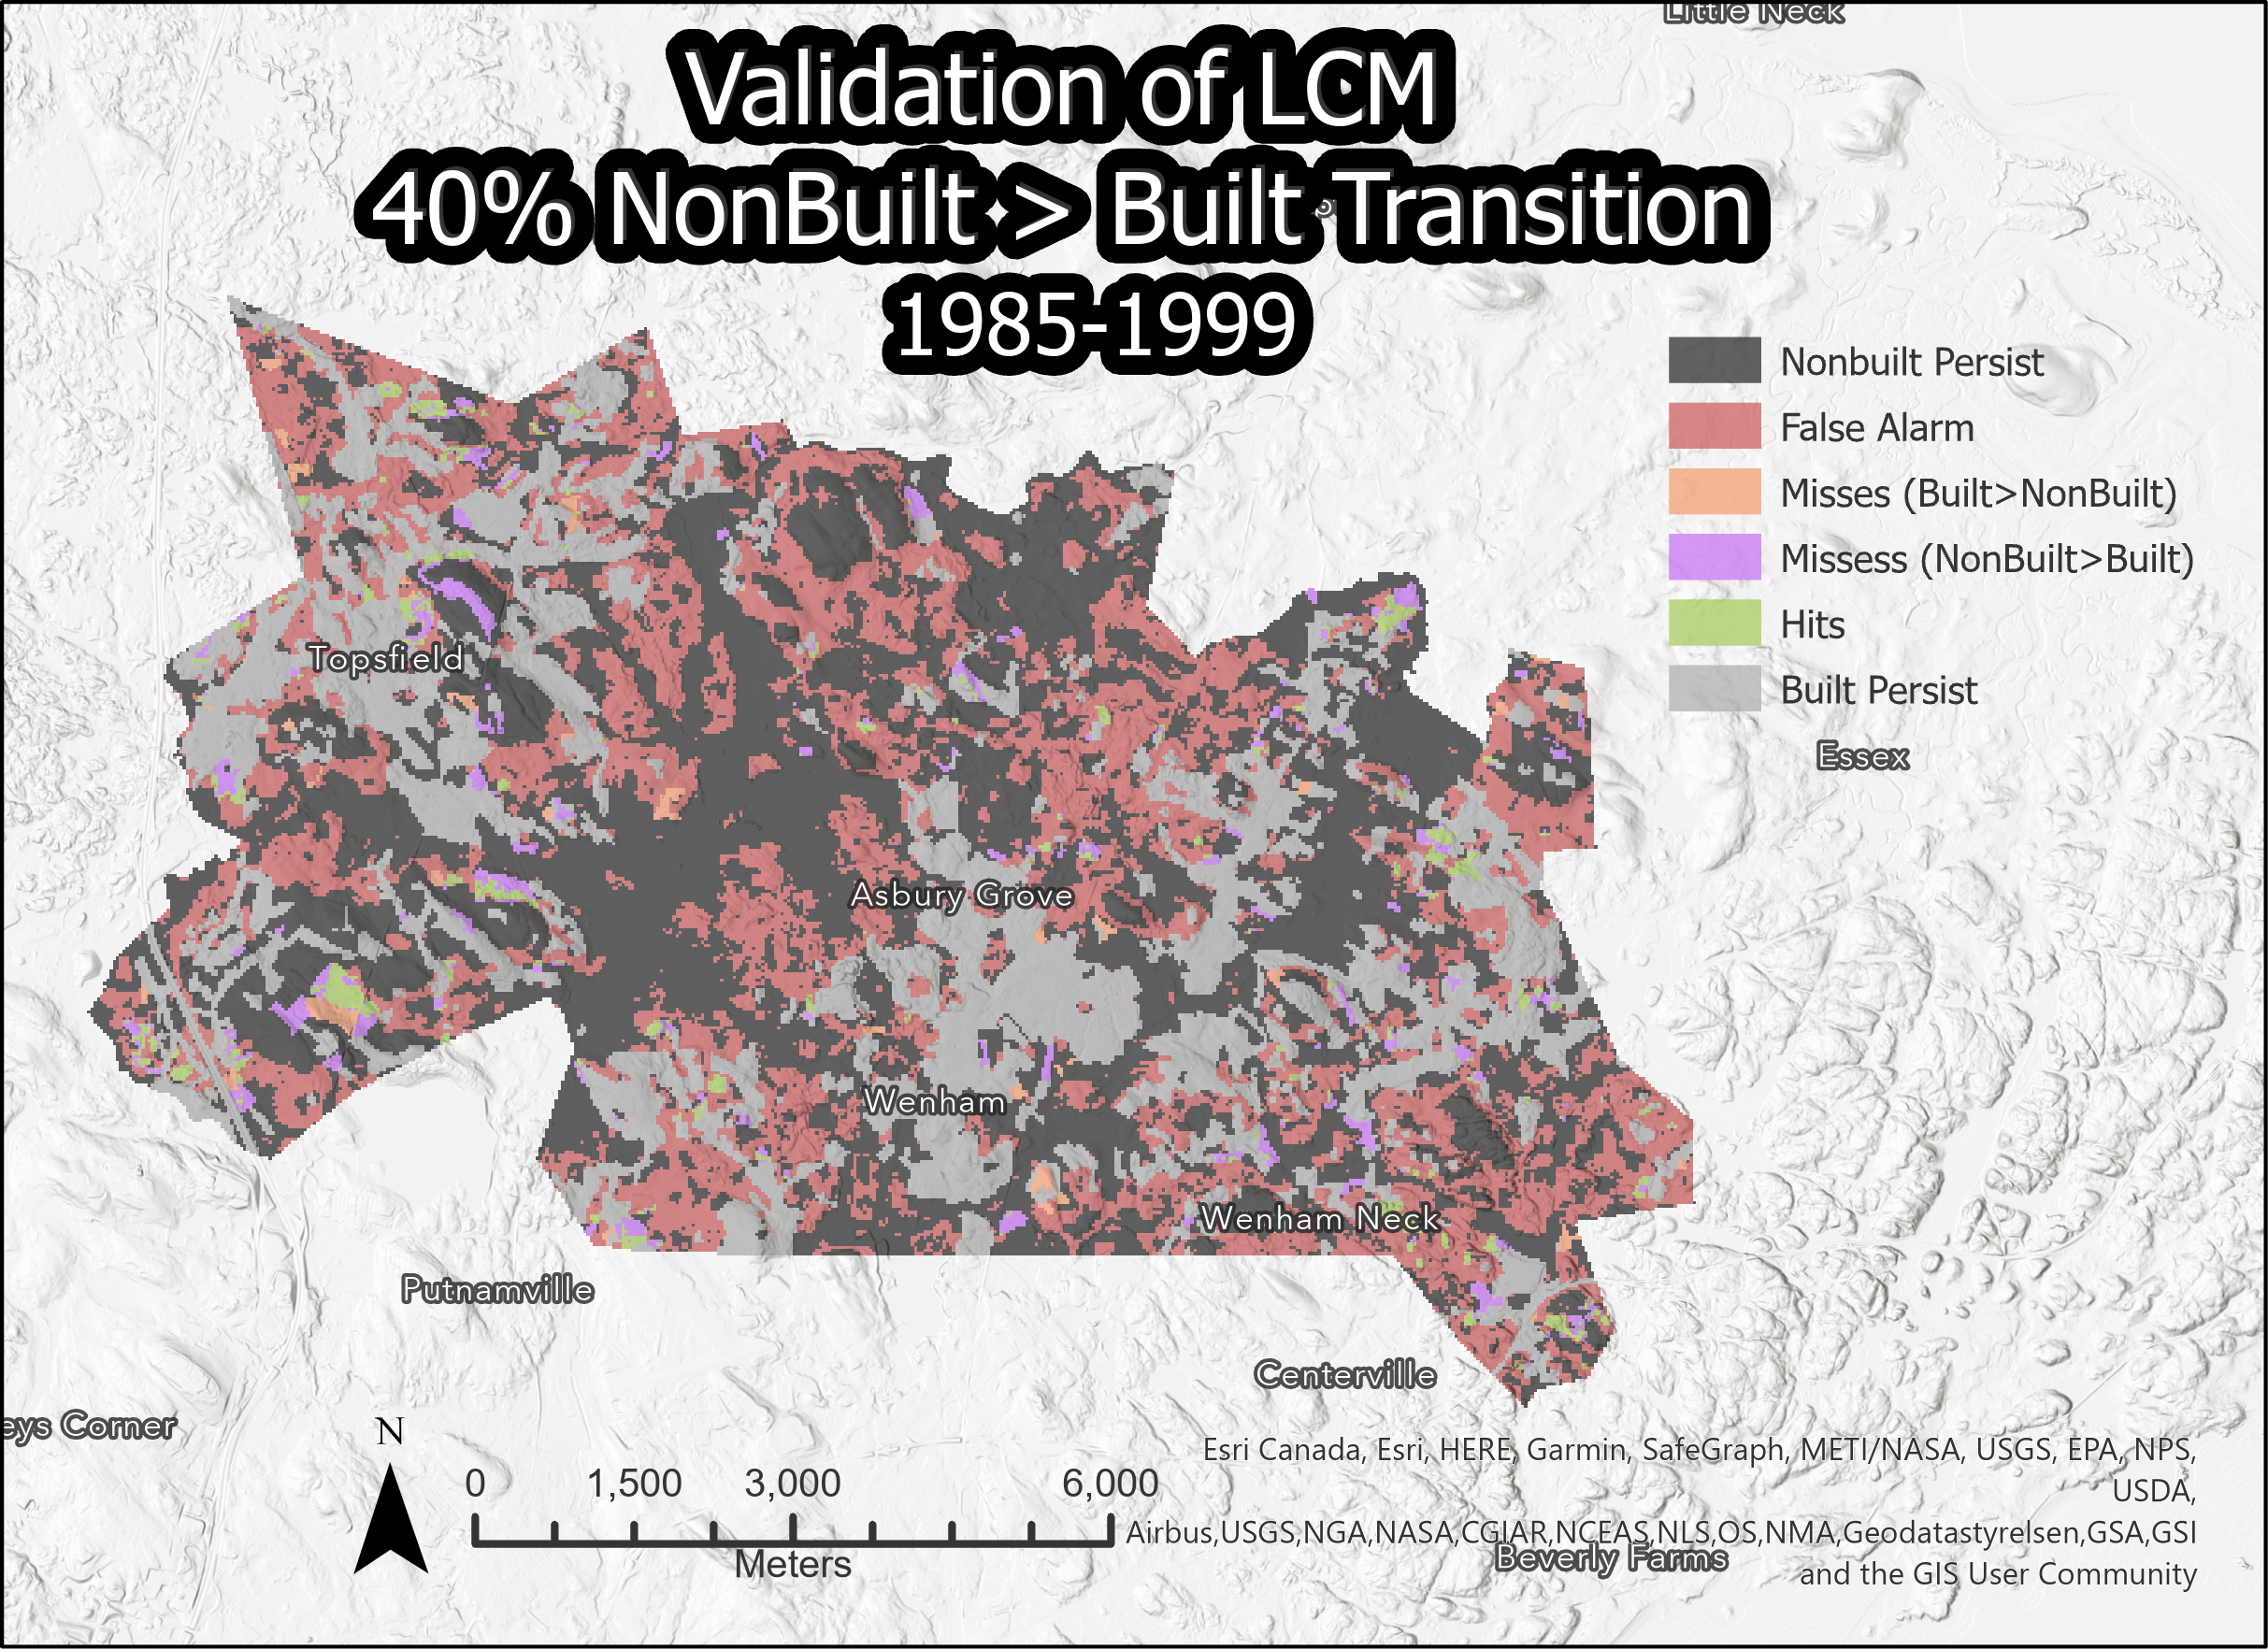 Little Neck
Validation of LCM
40% NonBuilt > Built Transition
1985-1999
Nonbuilt Persist
False Alarm
Misses (Built>NonBuilt)
Missess (NonBuilt>Built)
Hits
Built Persist
Essex
Topsfield
Asbury Grove
Wenham
Wenham Neck
Putnamville
Centerville
eys Corner
N
0 1,500 3,000 6,000
Meters
Esri Canada, Esri, HERE, Garmin, SafeGraph, METI/NASA, USGS, EPA, NPS,
USDA,
Airbus,USGS,NGA,NASA,CGIAR,NCEAS,NLS,OS,NMA,Geodatastyrelsen,GSA,GSI
Beverly Farms
and the GIS User Community